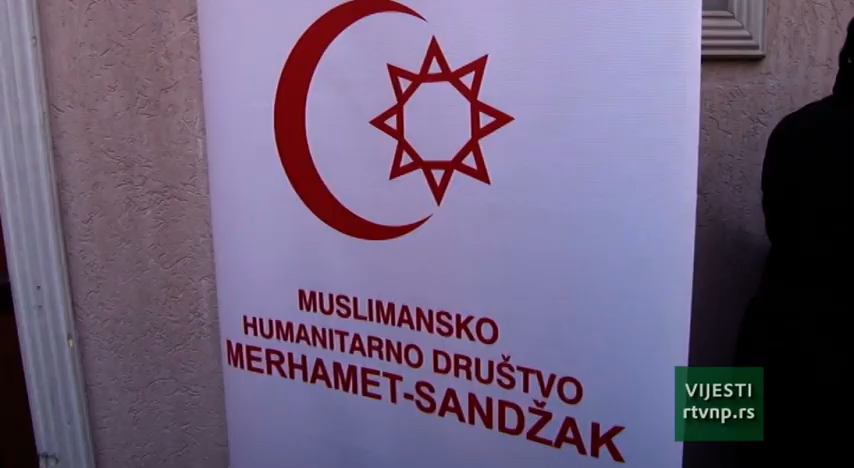 MUSLIMANSKO
HUMANITARNO DRUŠTVO
MERHAMET-SANDŽAK
VIJESTI
rtvnp.rs